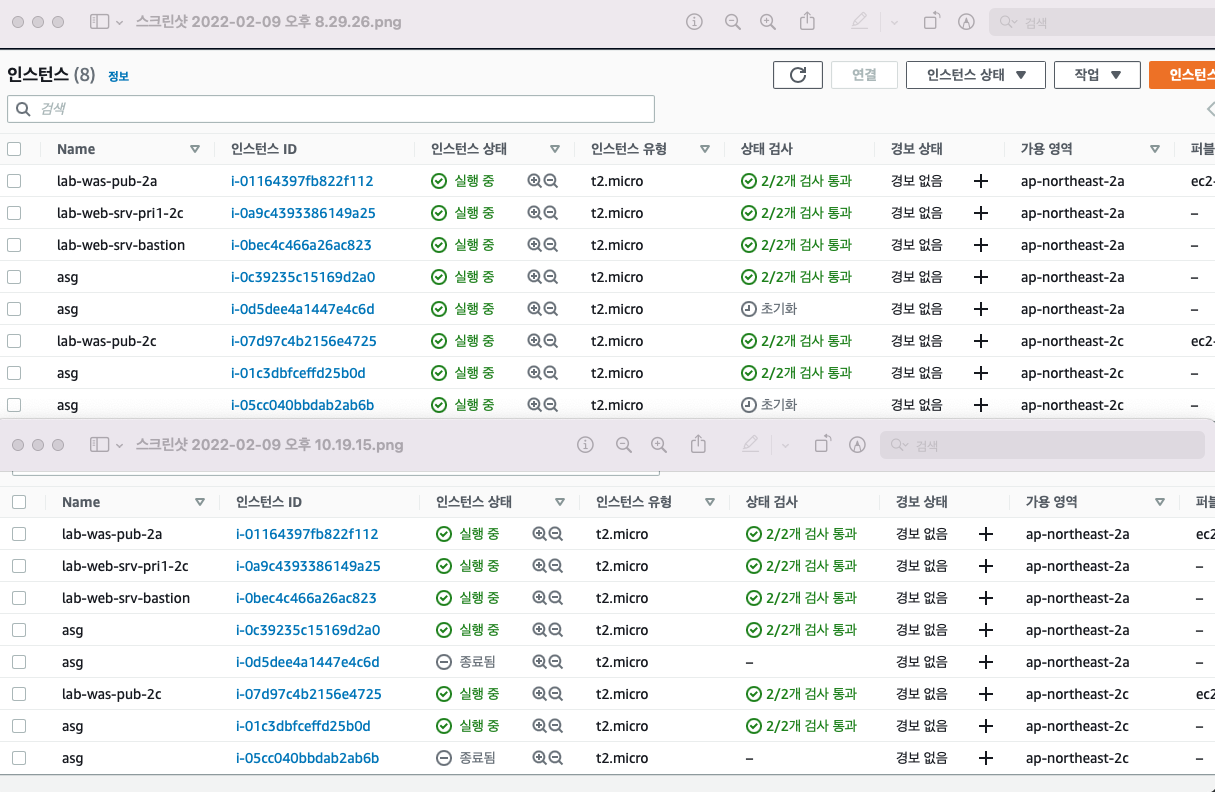 스크린샷 2022-02-09 오후 8.29.26.png 검색
인스턴스 (8) 정보 연결 인스턴스 상태 작업 인스턴스
검색
Name 인스턴스 ID 인스턴스 상태 인스턴스 유형 상태 검사 경보 상태 가용 영역 퍼블
lab-was-pub-2a i-01164397fb822f112 실행 중 t2.micro 2/2개 검사 통과 경보 없음 + ap-northeast-2a ec2-
lab-web-srv-pri1-2c i-0a9c4393386149a25 실행 중 t2.micro 2/2개 검사 통과 경보 없음 + ap-northeast-2a –
lab-web-srv-bastion i-0bec4c466a26ac823 실행 중 t2.micro 2/2개 검사 통과 경보 없음 + ap-northeast-2a –
asg i-0c39235c15169d2a0 실행 중 t2.micro 2/2개 검사 통과 경보 없음 + ap-northeast-2a –
asg i-0d5dee4a1447e4c6d 실행 중 t2.micro 초기화 경보 없음 + ap-northeast-2a –
lab-was-pub-2c i-07d97c4b2156e4725 실행 중 t2.micro 2/2개 검사 통과 경보 없음 + ap-northeast-2c ec2-
asg i-01c3dbfceffd25b0d 실행 중 t2.micro 2/2개 검사 통과 경보 없음 + ap-northeast-2c –
asg i-05cc040bbdab2ab6b 실행 중 t2.micro 초기화 경보 없음 + ap-northeast-2c –
스크린샷 2022-02-09 오후 10.19.15.png 검색
Name 인스턴스 ID 인스턴스 상태 인스턴스 유형 상태 검사 경보 상태 가용 영역 퍼블
lab-was-pub-2a i-01164397fb822f112 실행 중 t2.micro 2/2개 검사 통과 경보 없음 + ap-northeast-2a ec2
lab-web-srv-pri1-2c i-0a9c4393386149a25 실행 중 t2.micro 2/2개 검사 통과 경보 없음 + ap-northeast-2a –
lab-web-srv-bastion i-0bec4c466a26ac823 실행 중 t2.micro 2/2개 검사 통과 경보 없음 + ap-northeast-2a –
asg i-0c39235c15169d2a0 실행 중 t2.micro 2/2개 검사 통과 경보 없음 + ap-northeast-2a –
asg i-0d5dee4a1447e4c6d 종료됨 t2.micro – 경보 없음 + ap-northeast-2a –
lab-was-pub-2c i-07d97c4b2156e4725 실행 중 t2.micro 2/2개 검사 통과 경보 없음 + ap-northeast-2c ec2
asg i-01c3dbfceffd25b0d 실행 중 t2.micro 2/2개 검사 통과 경보 없음 + ap-northeast-2c –
asg i-05cc040bbdab2ab6b 종료됨 t2.micro – 경보 없음 + ap-northeast-2c –